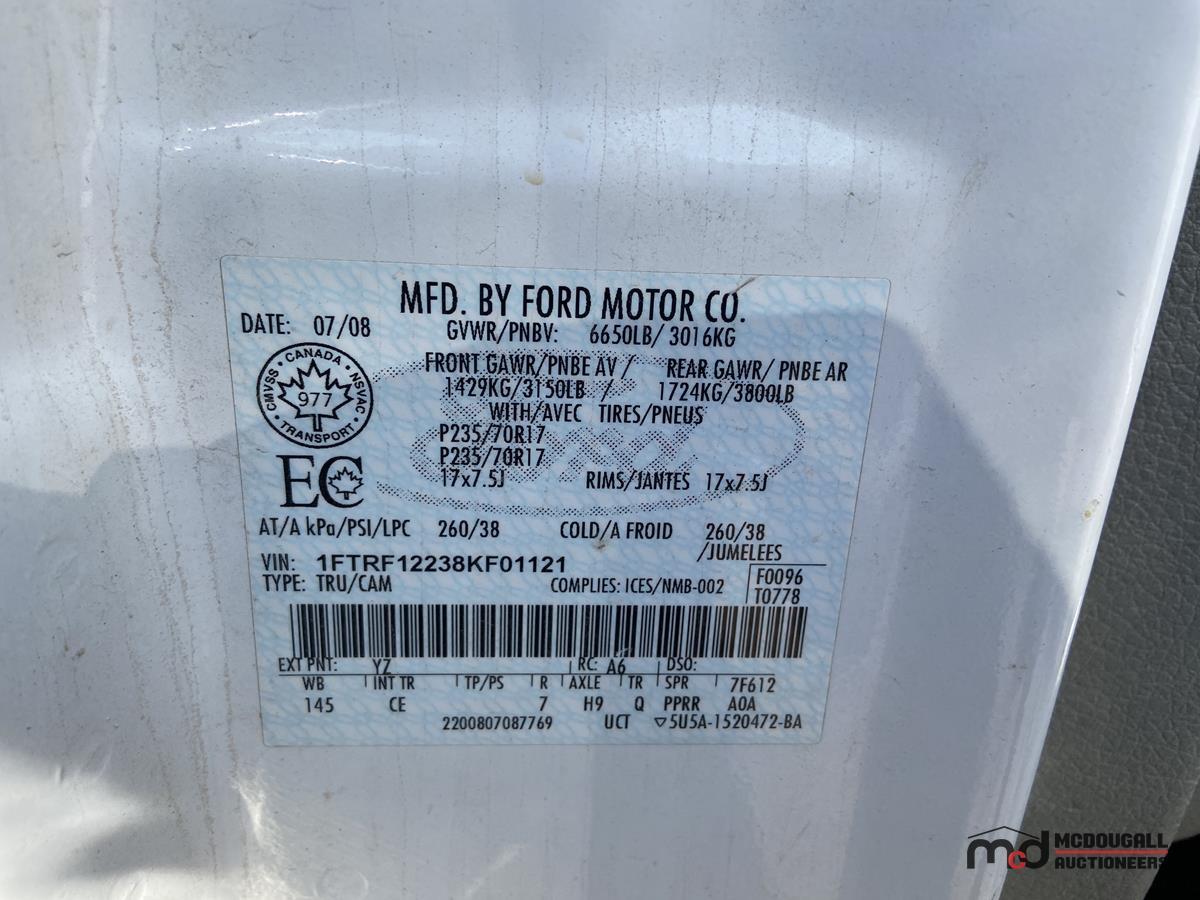 MFD. BY FORD MOTOR CO.
DATE: 07/08
GVWR/PNBV: 6650LB/ 3016KG
FRONT GAWR/PNBE AV / REAR GAWR/ PNBE AR
1429KG/3150LB / 1724KG/3800LB
WITH/AVEC TIRES/PNEUS
P235/70R17
P235/70R17
17x7.5J RIMS/JANTES 17x7.5J
CANADA
CMVSS
NSVAC
977
TRANSPORT
EC
AT/A kPa/PSI/LPC 260/38 COLD/A FROID 260/38
/JUMELEES
VIN: 1FTRF12238KF01121
TYPE: TRU/CAM COMPLIES: ICES/NMB-002
F0096
T0778
EXT PNT: YZ RC: A6 DSO:
WB INT TR TP/PS R AXLE TR SPR 7F612
145 CE 7 H9 Q PPRR A0A
2200807087769 UCT ▽5U5A-1520472-BA
mcd MCDOUGALL
AUCTIONEERS